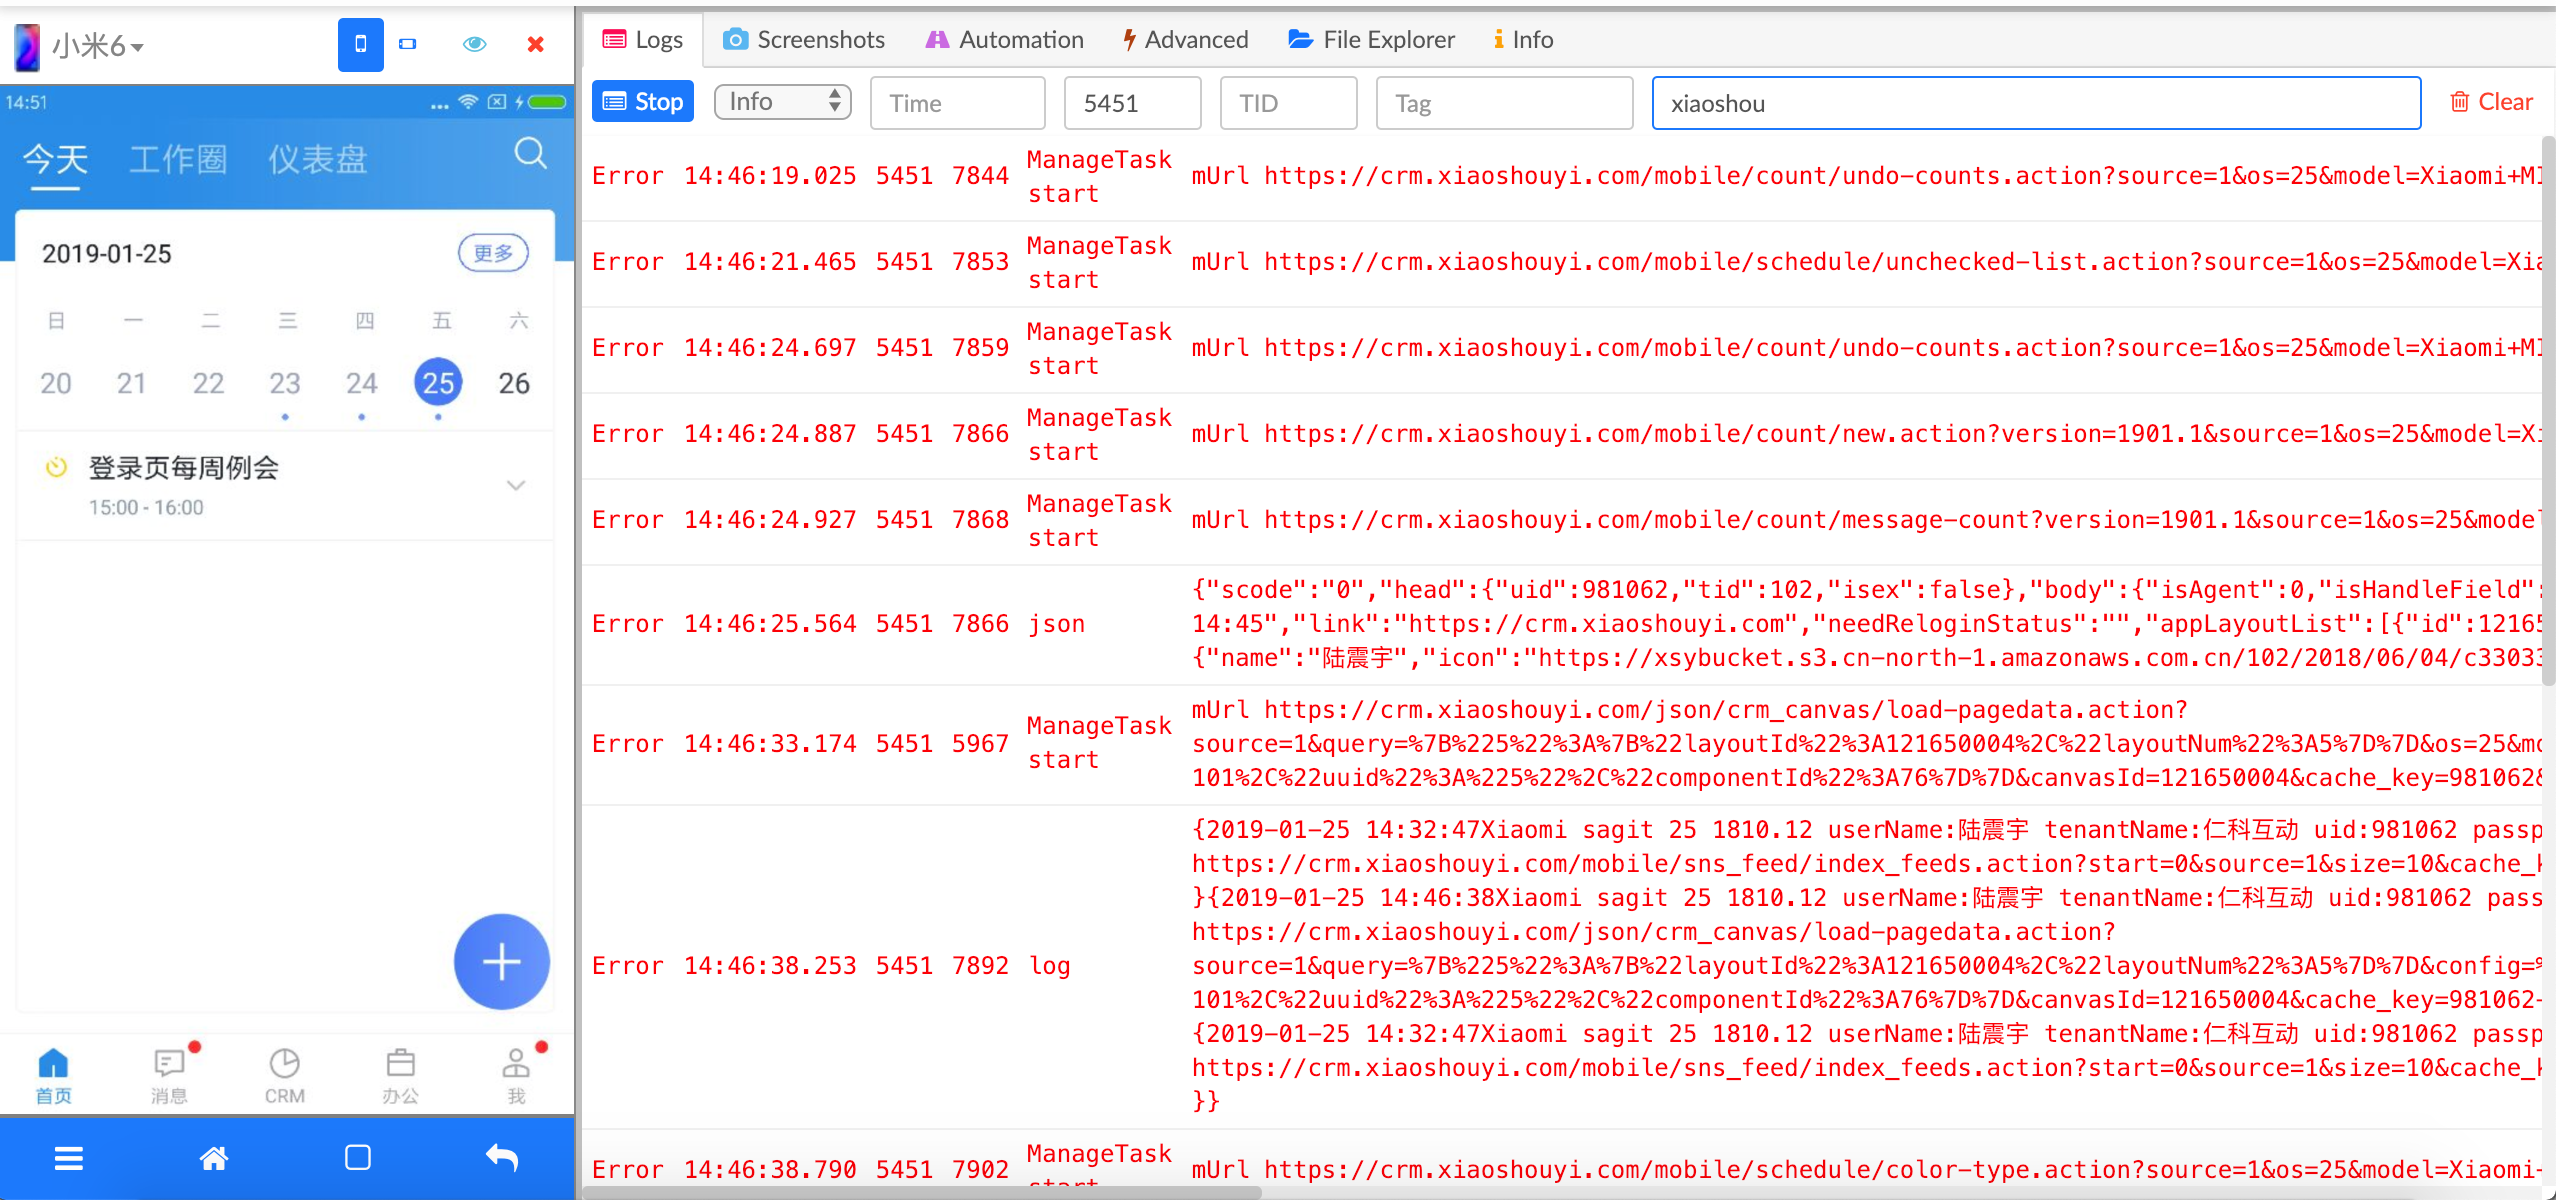 小米6
14:51
今天 工作圈 仪表盘
2019-01-25 更多
日 一 二 三 四 五 六
20 21 22 23 24 25 26
登录页每周例会
15:00 - 16:00
首页 消息 CRM 办公 我
Logs Screenshots Automation Advanced File Explorer Info
Stop Info Time 5451 TID Tag xiaoshou Clear
Error 14:46:19.025 5451 7844 ManageTask start mUrl https://crm.xiaoshouyi.com/mobile/count/undo-counts.action?source=1&os=25&model=Xiaomi+MI
Error 14:46:21.465 5451 7853 ManageTask start mUrl https://crm.xiaoshouyi.com/mobile/schedule/unchecked-list.action?source=1&os=25&model=Xia
Error 14:46:24.697 5451 7859 ManageTask start mUrl https://crm.xiaoshouyi.com/mobile/count/undo-counts.action?source=1&os=25&model=Xiaomi+MI
Error 14:46:24.887 5451 7866 ManageTask start mUrl https://crm.xiaoshouyi.com/mobile/count/new.action?version=1901.1&source=1&os=25&model=Xi
Error 14:46:24.927 5451 7868 ManageTask start mUrl https://crm.xiaoshouyi.com/mobile/count/message-count?version=1901.1&source=1&os=25&model
Error 14:46:25.564 5451 7866 json {"scode":"0","head":{"uid":981062,"tid":102,"isex":false},"body":{"isAgent":0,"isHandleField":
14:45","link":"https://crm.xiaoshouyi.com","needReloginStatus":"","appLayoutList":[{"id":12165
{"name":"陆震宇","icon":"https://xsybucket.s3.cn-north-1.amazonaws.com.cn/102/2018/06/04/c33033
Error 14:46:33.174 5451 5967 ManageTask start mUrl https://crm.xiaoshouyi.com/json/crm_canvas/load-pagedata.action?
source=1&query=%7B%225%22%3A%7B%22layoutId%22%3A121650004%2C%22layoutNum%22%3A5%7D%7D&os=25&mo
101%2C%22uuid%22%3A%225%22%2C%22componentId%22%3A76%7D%7D&canvasId=121650004&cache_key=981062&
Error 14:46:38.253 5451 7892 log {2019-01-25 14:32:47Xiaomi sagit 25 1810.12 userName:陆震宇 tenantName:仁科互动 uid:981062 passp
https://crm.xiaoshouyi.com/mobile/sns_feed/index_feeds.action?start=0&source=1&size=10&cache_k
}{2019-01-25 14:46:38Xiaomi sagit 25 1810.12 userName:陆震宇 tenantName:仁科互动 uid:981062 pass
https://crm.xiaoshouyi.com/json/crm_canvas/load-pagedata.action?
source=1&query=%7B%225%22%3A%7B%22layoutId%22%3A121650004%2C%22layoutNum%22%3A5%7D%7D&config=%
101%2C%22uuid%22%3A%225%22%2C%22componentId%22%3A76%7D%7D&canvasId=121650004&cache_key=981062-
{2019-01-25 14:32:47Xiaomi sagit 25 1810.12 userName:陆震宇 tenantName:仁科互动 uid:981062 passp
https://crm.xiaoshouyi.com/mobile/sns_feed/index_feeds.action?start=0&source=1&size=10&cache_k
}}
Error 14:46:38.790 5451 7902 ManageTask start mUrl https://crm.xiaoshouyi.com/mobile/schedule/color-type.action?source=1&os=25&model=Xiaomi+